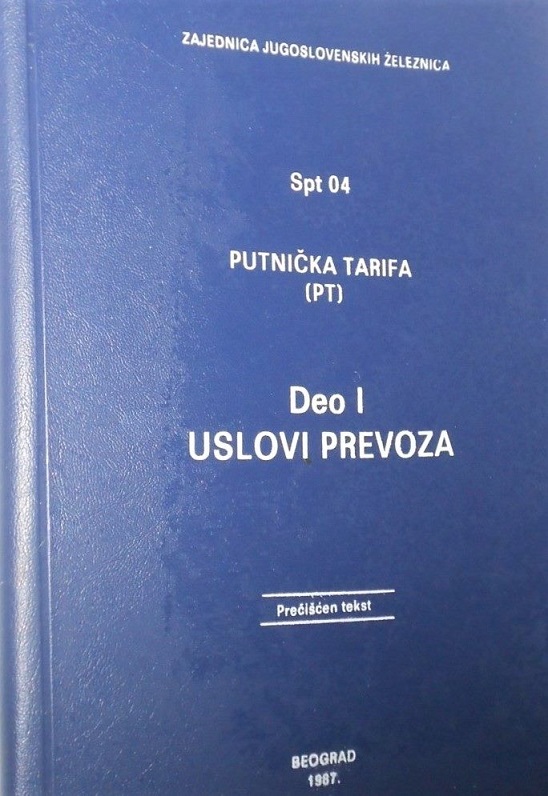 ZAJEDNICA JUGOSLOVENSKIH ŽELEZNICA
Spt 04
PUTNIČKA TARIFA
(PT)
Deo I
USLOVI PREVOZA
Prečišćen tekst
BEOGRAD
1987.